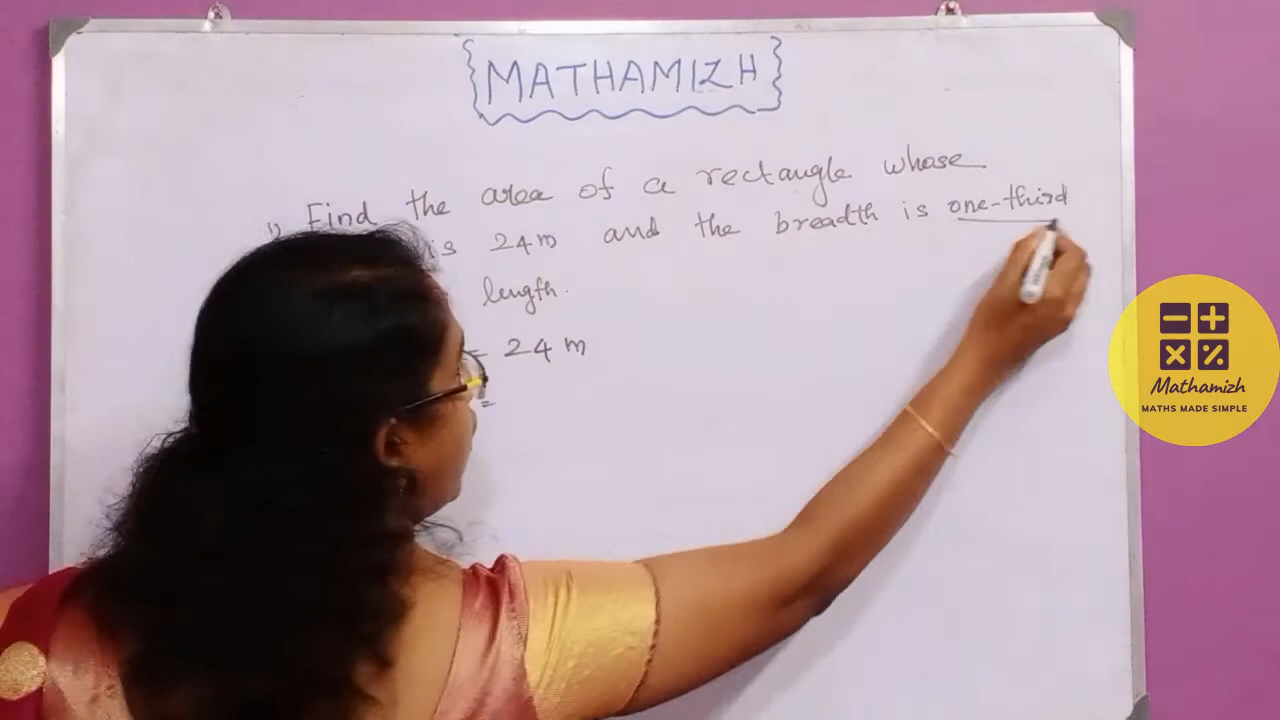 MATHAMIZH
1) Find the area of a rectangle whose
is 24m and the breadth is one-third
length.
= 24 m
=
Mathamizh
MATHS MADE SIMPLE